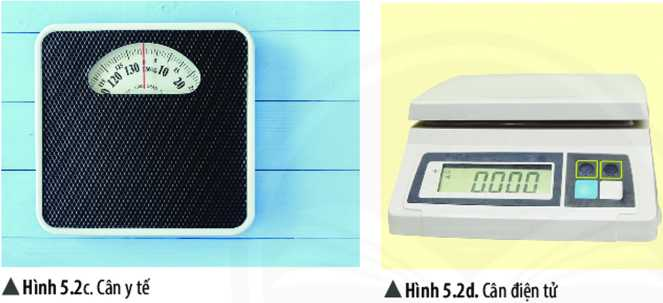 120 130 0 10 20
0.000
▲ Hình 5.2c. Cân y tế
▲ Hình 5.2d. Cân điện tử